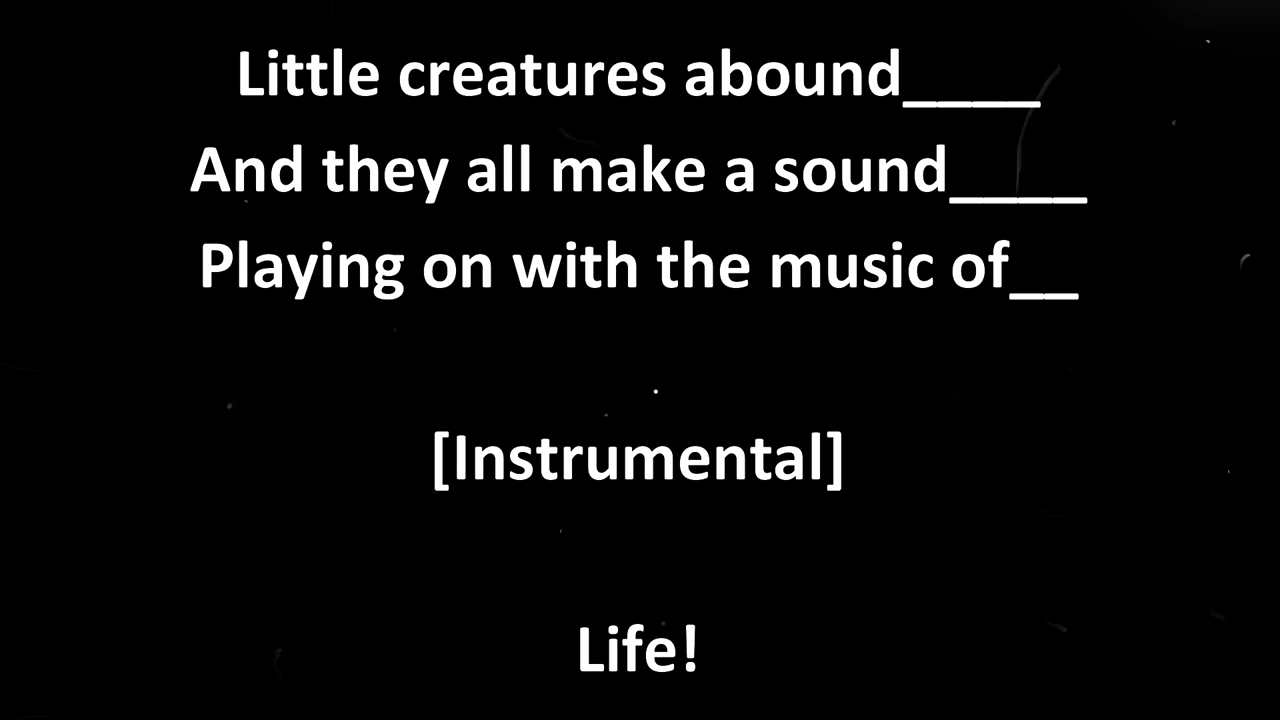 Little creatures abound____
And they all make a sound____
Playing on with the music of__
[Instrumental]
Life!